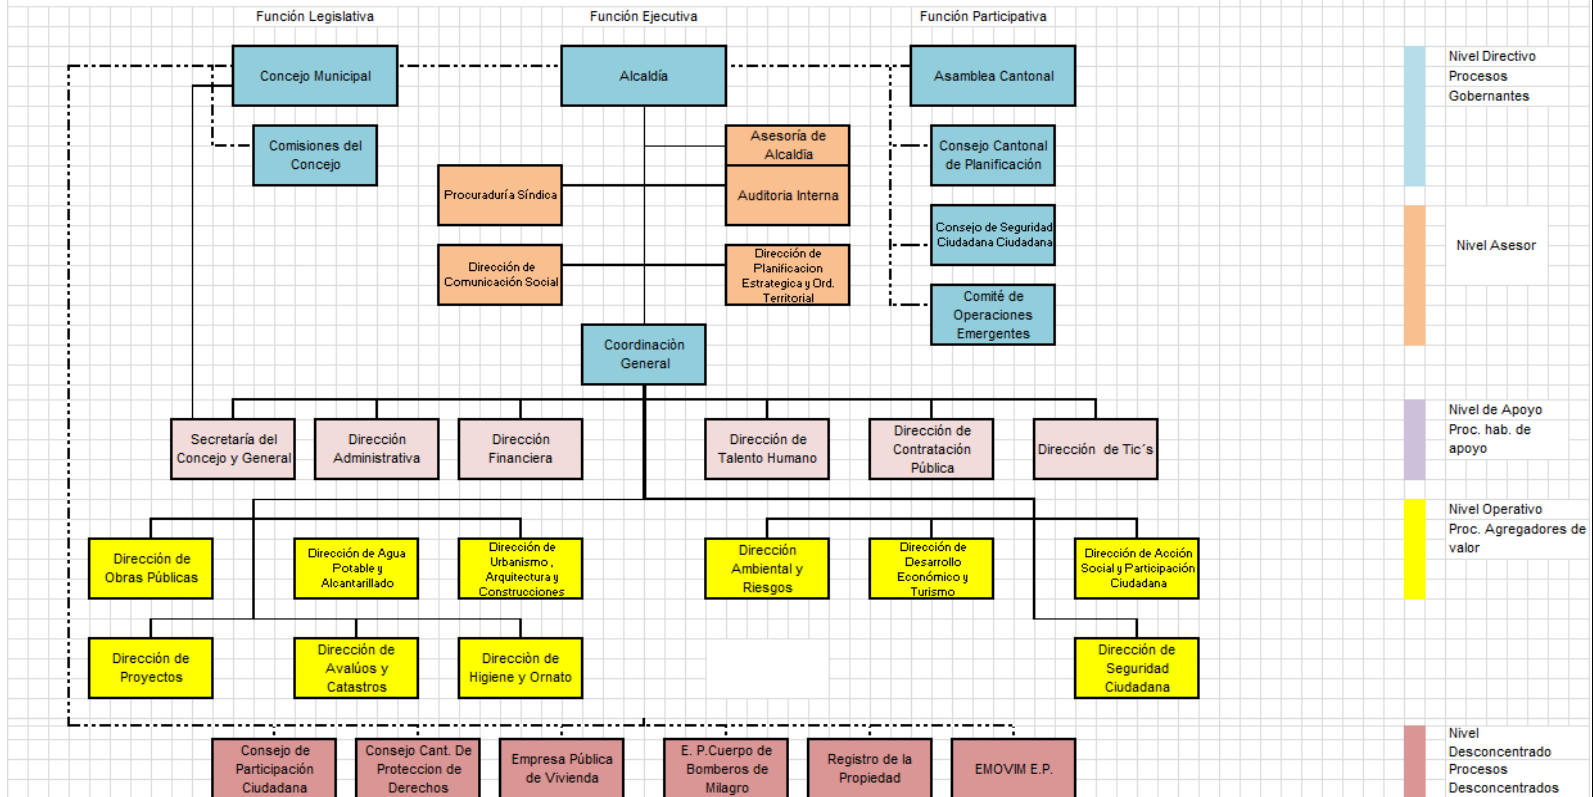 Función Legislativa
Función Ejecutiva
Función Participativa
Concejo Municipal
Alcaldía
Asamblea Cantonal
Nivel Directivo
Procesos
Gobernantes
Comisiones del
Concejo
Asesoría de
Alcaldía
Consejo Cantonal
de Planificación
Procuraduría Síndica
Auditoria Interna
Consejo de Seguridad
Ciudadana Ciudadana
Nivel Asesor
Dirección de
Comunicación Social
Dirección de
Planificacion
Estrategica y Ord.
Territorial
Comité de
Operaciones
Emergentes
Coordinaciòn
General
Secretaría del
Concejo y General
Dirección
Administrativa
Dirección
Financiera
Dirección de
Talento Humano
Dirección de
Contratación
Pública
Dirección de Tic´s
Nivel de Apoyo
Proc. hab. de
apoyo
Nivel Operativo
Proc. Agregadores de
valor
Dirección de
Obras Públicas
Dirección de Agua
Potable y
Alcantarillado
Dirección de
Urbanismo ,
Arquitectura y
Construcciones
Dirección
Ambiental y
Riesgos
Dirección de
Desarrollo
Económico y
Turismo
Dirección de Acción
Social y Participación
Ciudadana
Dirección de
Proyectos
Dirección de
Avalúos y
Catastros
Direcciòn de
Higiene y Ornato
Dirección de
Seguridad
Ciudadana
Consejo de
Participación
Ciudadana
Consejo Cant. De
Proteccion de
Derechos
Empresa Pública
de Vivienda
E. P.Cuerpo de
Bomberos de
Milagro
Registro de la
Propiedad
EMOVIM E.P.
Nivel
Desconcentrado
Procesos
Desconcentrados